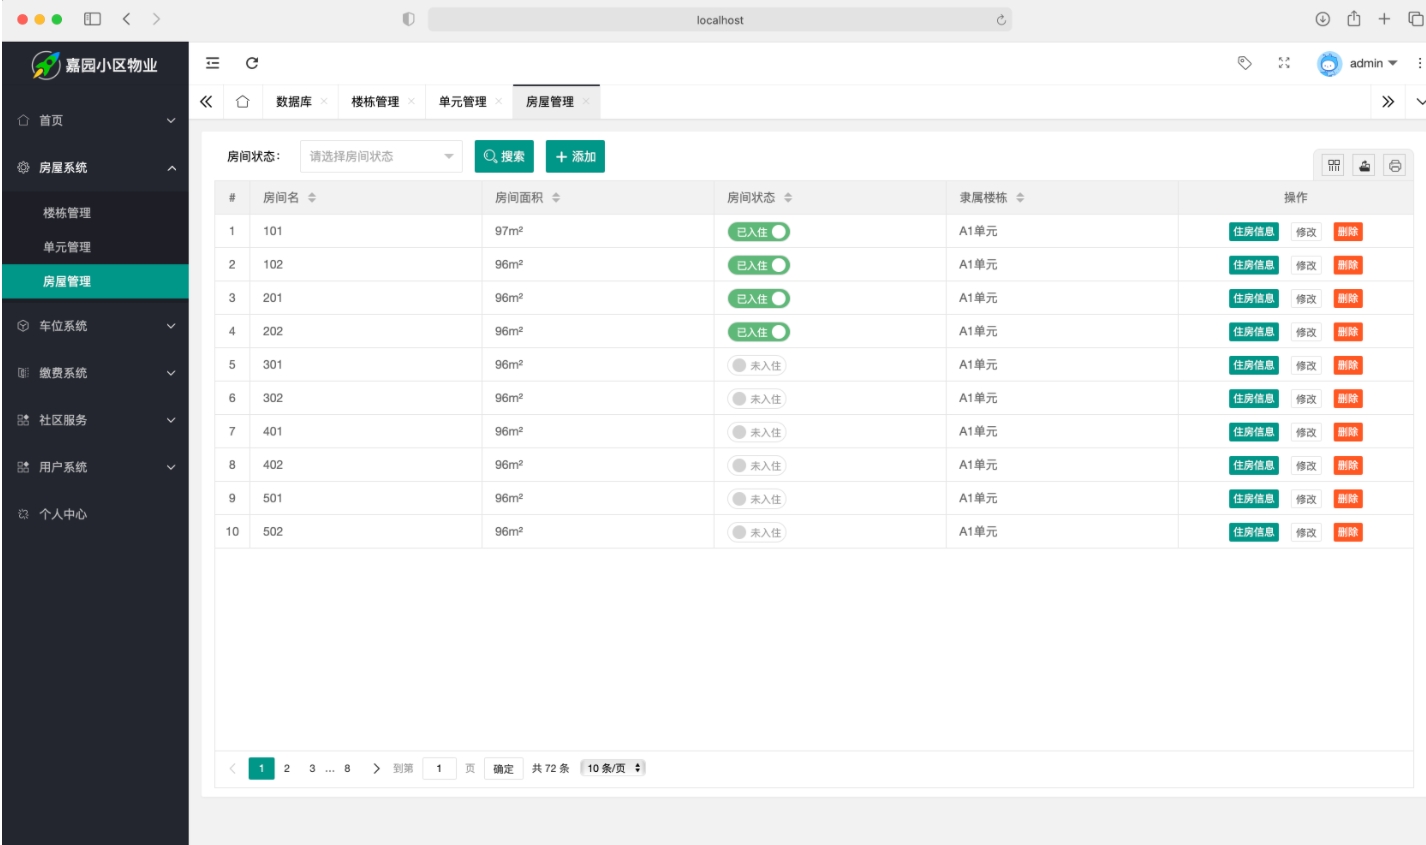 localhost
嘉园小区物业
admin
数据库 楼栋管理 单元管理 房屋管理
首页
房屋系统
楼栋管理
单元管理
房屋管理
车位系统
缴费系统
社区服务
用户系统
个人中心
房间状态: 请选择房间状态 搜索 添加
# 房间名 房间面积 房间状态 隶属楼栋 操作
1 101 97m² 已入住 A1单元 住房信息 修改 删除
2 102 96m² 已入住 A1单元 住房信息 修改 删除
3 201 96m² 已入住 A1单元 住房信息 修改 删除
4 202 96m² 已入住 A1单元 住房信息 修改 删除
5 301 96m² 未入住 A1单元 住房信息 修改 删除
6 302 96m² 未入住 A1单元 住房信息 修改 删除
7 401 96m² 未入住 A1单元 住房信息 修改 删除
8 402 96m² 未入住 A1单元 住房信息 修改 删除
9 501 96m² 未入住 A1单元 住房信息 修改 删除
10 502 96m² 未入住 A1单元 住房信息 修改 删除
1 2 3 … 8 到第 1 页 确定 共 72 条 10 条/页